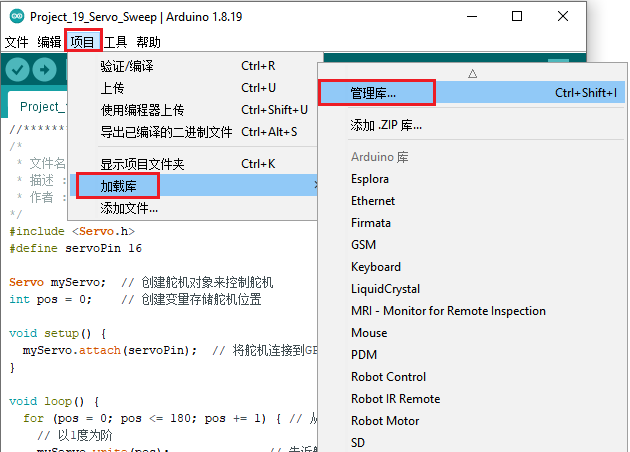 Project_19_Servo_Sweep | Arduino 1.8.19
文件 编辑 项目 工具 帮助
验证/编译 Ctrl+R
上传 Ctrl+U
使用编程器上传 Ctrl+Shift+U
导出已编译的二进制文件 Ctrl+Alt+S
显示项目文件夹 Ctrl+K
加载库
添加文件...
管理库... Ctrl+Shift+I
添加 .ZIP 库...
Arduino 库
Esplora
Ethernet
Firmata
GSM
Keyboard
LiquidCrystal
MRI - Monitor for Remote Inspection
Mouse
PDM
Robot Control
Robot IR Remote
Robot Motor
SD
Project_1
//*******
/*
* 文件名
* 描述 :
* 作者 :
*/
#include <Servo.h>
#define servoPin 16
Servo myServo; // 创建舵机对象来控制舵机
int pos = 0; // 创建变量存储舵机位置
void setup() {
myServo.attach(servoPin); // 将舵机连接到GP
}
void loop() {
for (pos = 0; pos <= 180; pos += 1) { // 从
// 以1度为阶
myServo.write(pos); // 告诉舵